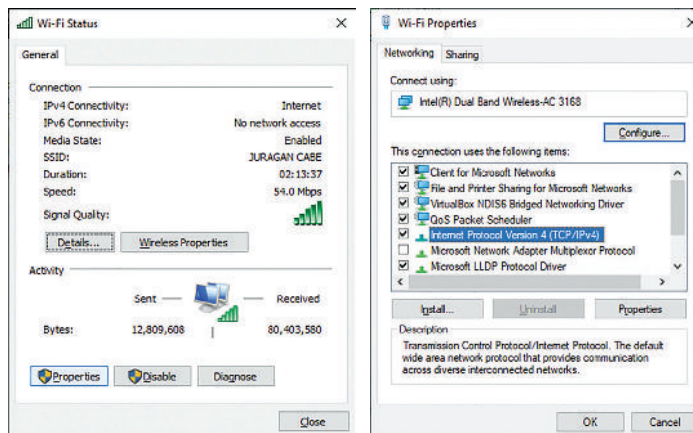 Wi-Fi Status
General
Connection
IPv4 Connectivity: Internet
IPv6 Connectivity: No network access
Media State: Enabled
SSID: JURAGAN CABE
Duration: 02:13:37
Speed: 54.0 Mbps
Signal Quality:
Details... Wireless Properties
Activity
Sent Received
Bytes: 12,809,608 80,403,580
Properties Disable Diagnose
Close
Wi-Fi Properties
Networking Sharing
Connect using:
Intel(R) Dual Band Wireless-AC 3168
Configure...
This connection uses the following items:
Client for Microsoft Networks
File and Printer Sharing for Microsoft Networks
VirtualBox NDIS6 Bridged Networking Driver
QoS Packet Scheduler
Internet Protocol Version 4 (TCP/IPv4)
Microsoft Network Adapter Multiplexor Protocol
Microsoft LLDP Protocol Driver
Install... Uninstall Properties
Description
Transmission Control Protocol/Internet Protocol. The default
wide area network protocol that provides communication
across diverse interconnected networks.
OK Cancel